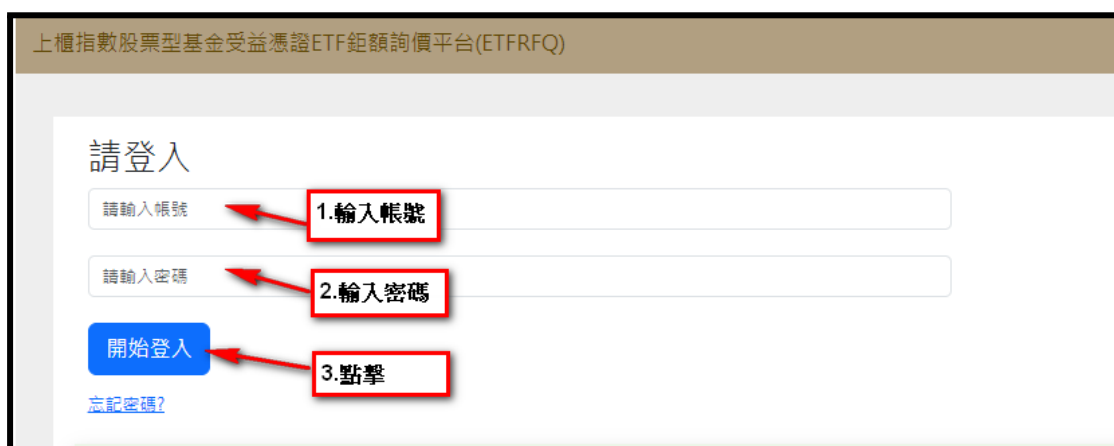 上櫃指數股票型基金受益憑證ETF鉅額詢價平台(ETFRFQ)
請登入
請輸入帳號
1.輸入帳號
請輸入密碼
2.輸入密碼
開始登入
3.點擊
忘記密碼?